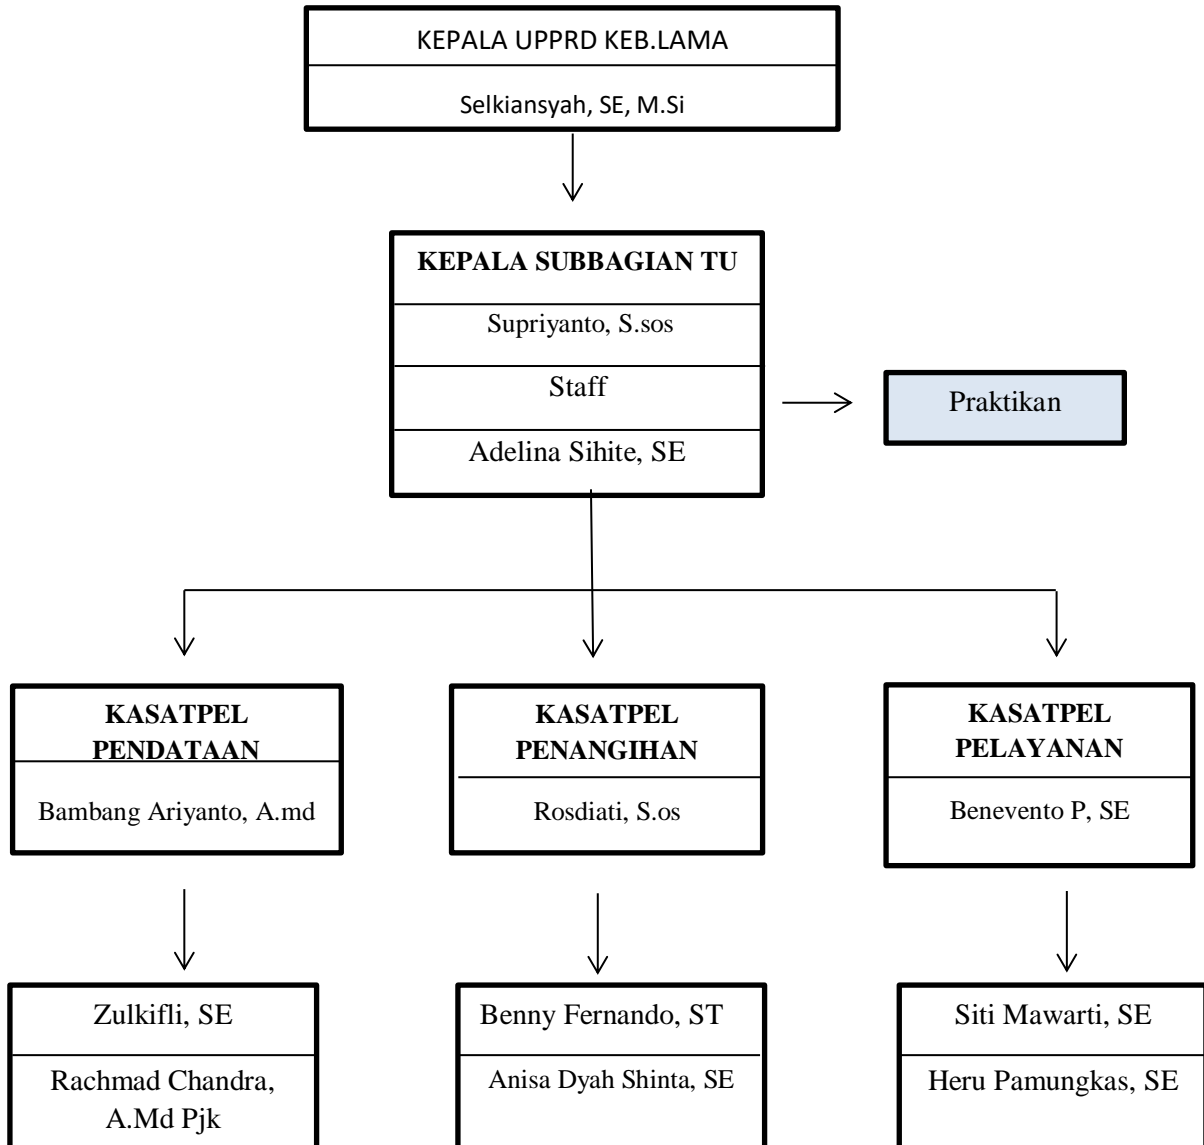 KEPALA UPPRD KEB.LAMA
Selkiansyah, SE, M.Si
KEPALA SUBBAGIAN TU
Supriyanto, S.sos
Staff
Adelina Sihite, SE
Praktikan
KASATPEL
PENDATAAN
Bambang Ariyanto, A.md
KASATPEL
PENANGIHAN
Rosdiati, S.os
KASATPEL
PELAYANAN
Benevento P, SE
Zulkifli, SE
Rachmad Chandra,
A.Md Pjk
Benny Fernando, ST
Anisa Dyah Shinta, SE
Siti Mawarti, SE
Heru Pamungkas, SE